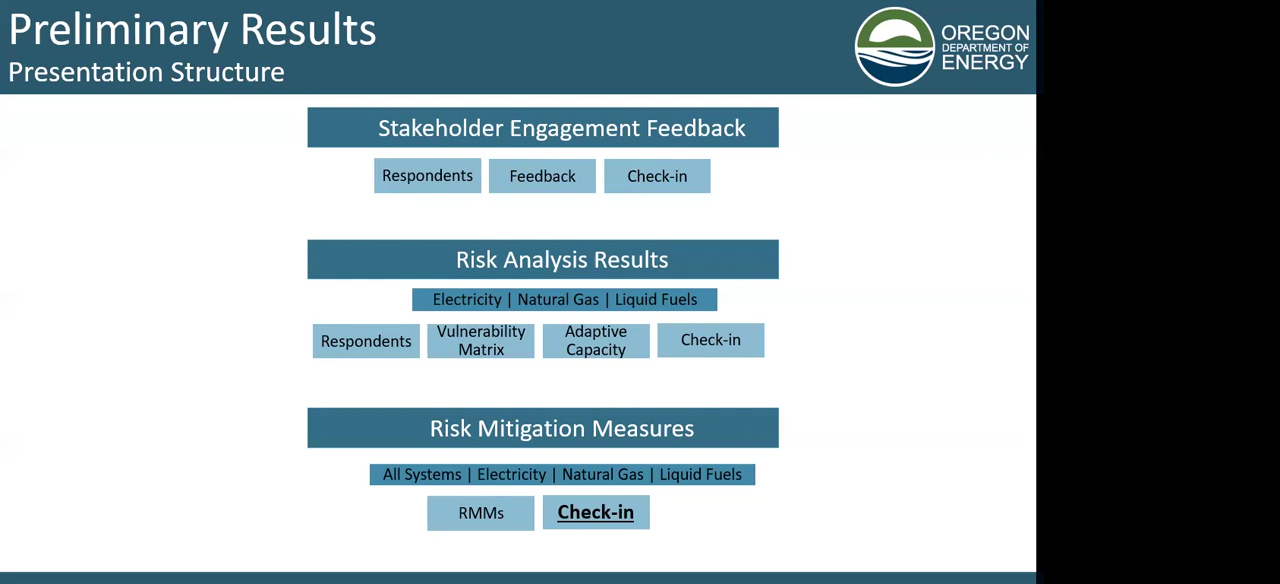 Preliminary Results
Presentation Structure
OREGON
DEPARTMENT OF
ENERGY
Stakeholder Engagement Feedback
Respondents
Feedback
Check-in
Risk Analysis Results
Electricity | Natural Gas | Liquid Fuels
Respondents
Vulnerability
Matrix
Adaptive
Capacity
Check-in
Risk Mitigation Measures
All Systems | Electricity | Natural Gas | Liquid Fuels
RMMs
Check-in